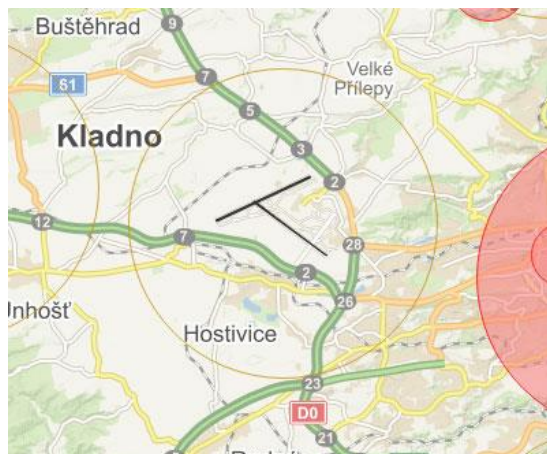 9
Buštěhrad
7
Velké
Přílepy
61
5
Kladno
3
2
12
7
28
2
26
Unhošť
Hostivice
23
D0
21